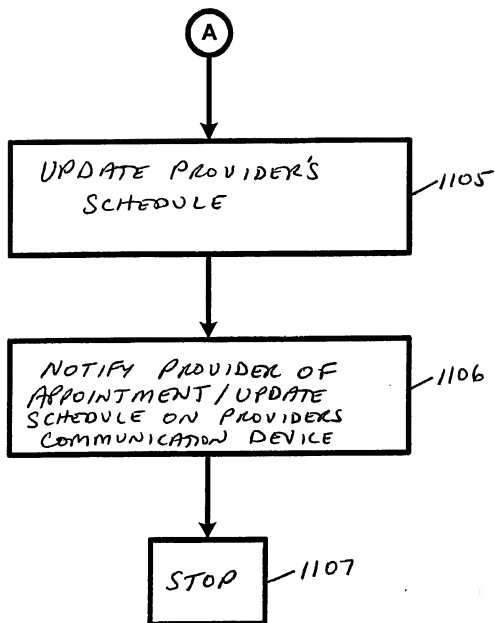 A
UPDATE PROVIDER'S
SCHEDULE
1105
NOTIFY PROVIDER OF
APPOINTMENT/UPDATE
SCHEDULE ON PROVIDERS
COMMUNICATION DEVICE
1106
STOP
1107